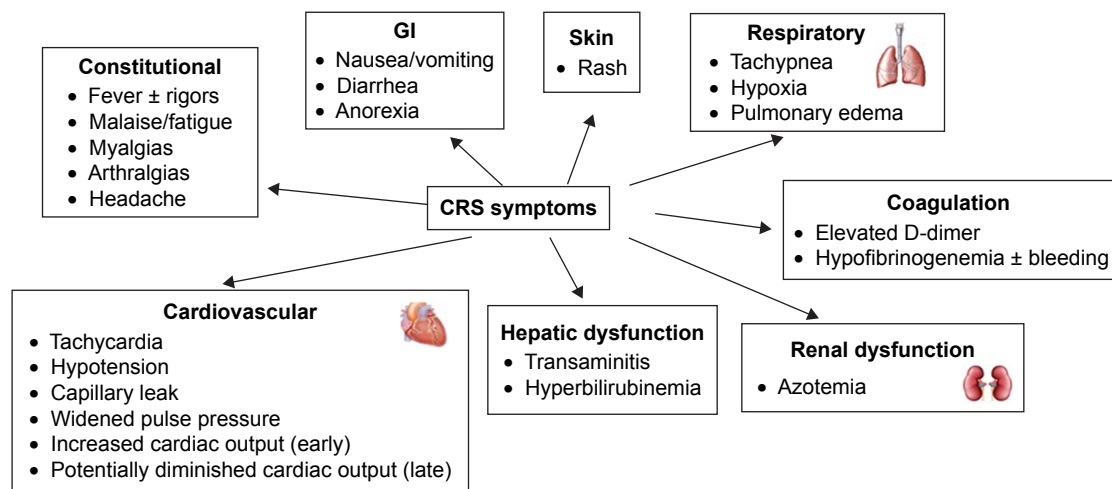 Constitutional
• Fever ± rigors
• Malaise/fatigue
• Myalgias
• Arthralgias
• Headache
GI
• Nausea/vomiting
• Diarrhea
• Anorexia
Skin
• Rash
Respiratory
• Tachypnea
• Hypoxia
• Pulmonary edema
CRS symptoms
Coagulation
• Elevated D-dimer
• Hypofibrinogenemia ± bleeding
Cardiovascular
• Tachycardia
• Hypotension
• Capillary leak
• Widened pulse pressure
• Increased cardiac output (early)
• Potentially diminished cardiac output (late)
Hepatic dysfunction
• Transaminitis
• Hyperbilirubinemia
Renal dysfunction
• Azotemia